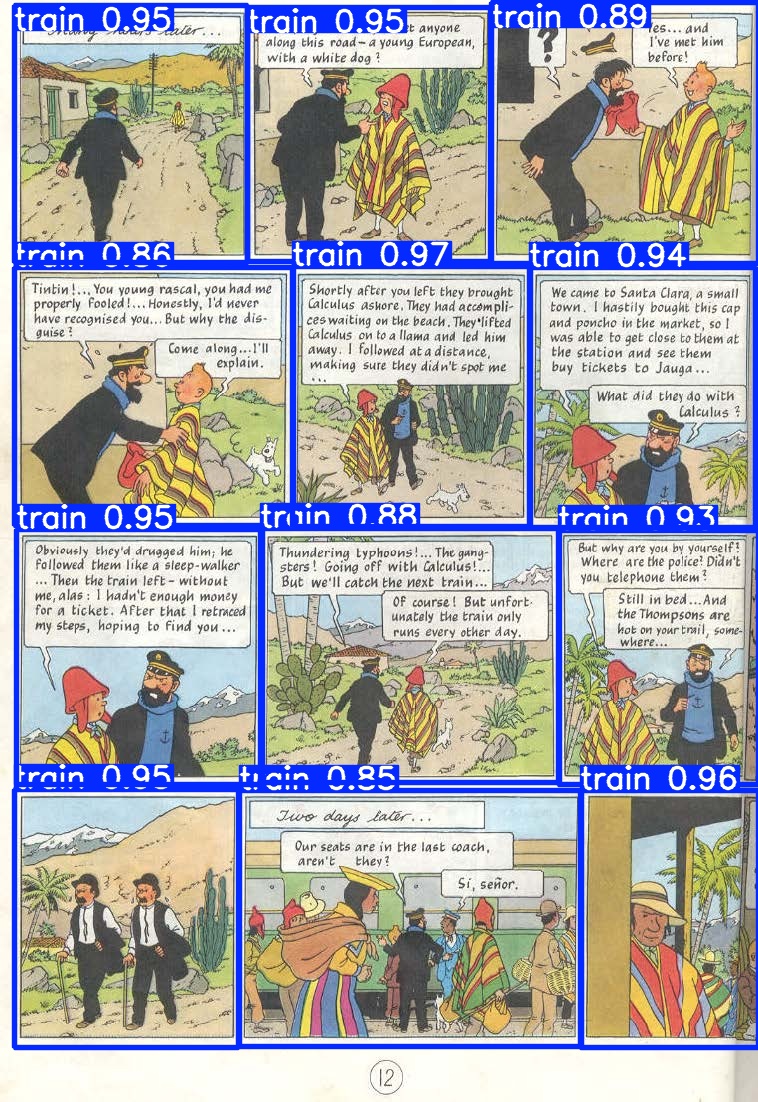 train 0.95
train 0.95
train 0.89
Many hours later...
et anyone
along this road—a young European,
with a white dog?
?
Yes... and
I've met him
before!
train 0.86
train 0.97
train 0.94
Tintin!... You young rascal, you had me
properly fooled!... Honestly, I'd never
have recognised you... But why the dis-
guise?
Come along...I'll
explain.
Shortly after you left they brought
Calculus ashore. They had accompli-
ces waiting on the beach. They lifted
Calculus on to a llama and led him
away. I followed at a distance,
making sure they didn't spot me
...
We came to Santa Clara, a small
town. I hastily bought this cap
and poncho in the market, so I
was able to get close to them at
the station and see them
buy tickets to Jauga...
What did they do with
Calculus?
train 0.95
train 0.88
train 0.93
Obviously they'd drugged him; he
followed them like a sleep-walker
... Then the train left - without
me, alas: I hadn't enough money
for a ticket. After that I retraced
my steps, hoping to find you...
Thundering typhoons!... The gang-
sters! Going off with Calculus!...
But we'll catch the next train...
Of course! But unfort-
unately the train only
runs every other day.
But why are you by yourself?
Where are the police? Didn't
you telephone them?
Still in bed... And
the Thompsons are
hot on your trail, some-
where...
train 0.95
train 0.85
train 0.96
Two days later...
Our seats are in the last coach,
aren't they?
Sí, señor.
12